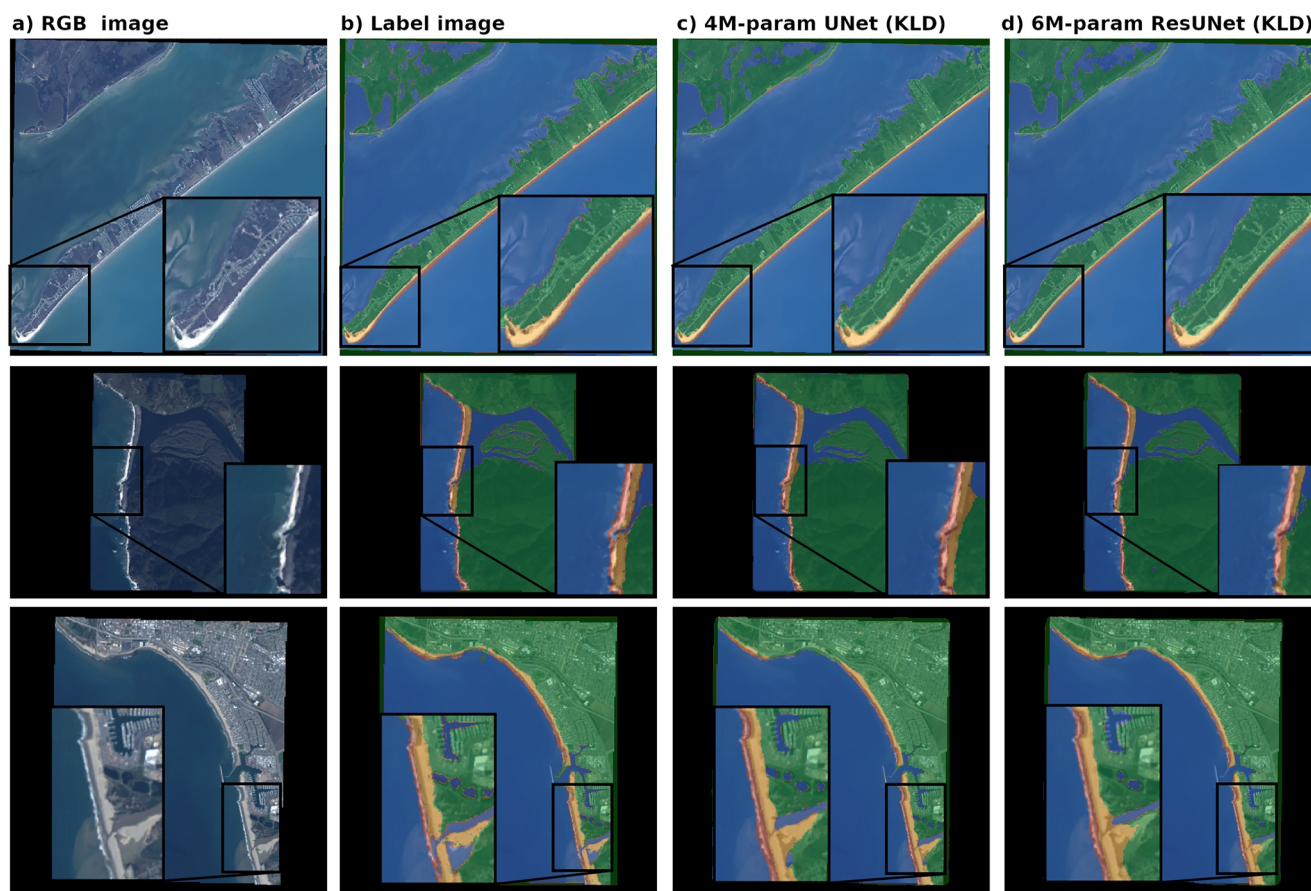 a) RGB  image
b) Label image
c) 4M-param UNet (KLD)
d) 6M-param ResUNet (KLD)